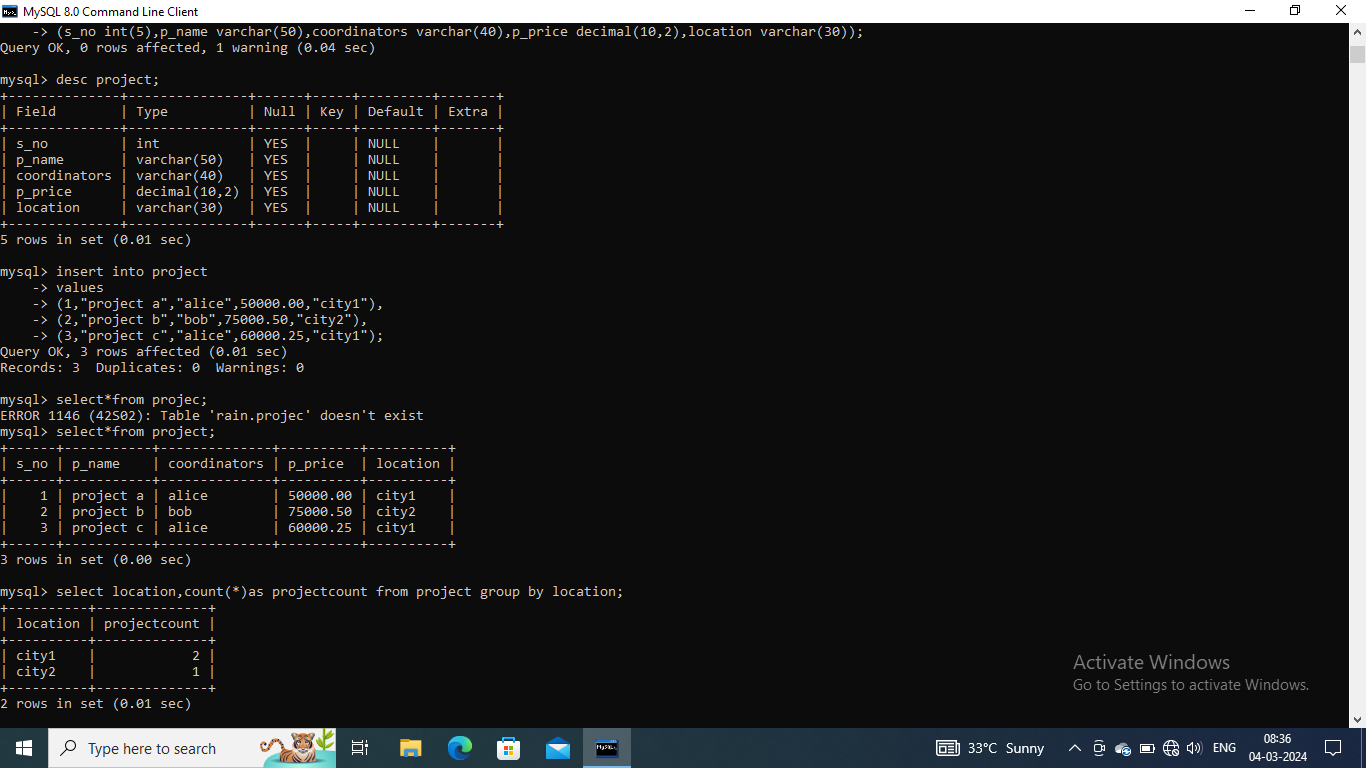 MySQL 8.0 Command Line Client
-> (s_no int(5),p_name varchar(50),coordinators varchar(40),p_price decimal(10,2),location varchar(30));
Query OK, 0 rows affected, 1 warning (0.04 sec)
mysql> desc project;
+--------------+---------------+------+-----+---------+-------+
| Field        | Type          | Null | Key | Default | Extra |
+--------------+---------------+------+-----+---------+-------+
| s_no         | int           | YES  |     | NULL    |       |
| p_name       | varchar(50)   | YES  |     | NULL    |       |
| coordinators | varchar(40)   | YES  |     | NULL    |       |
| p_price      | decimal(10,2) | YES  |     | NULL    |       |
| location     | varchar(30)   | YES  |     | NULL    |       |
+--------------+---------------+------+-----+---------+-------+
5 rows in set (0.01 sec)
mysql> insert into project
-> values
-> (1,"project a","alice",50000.00,"city1"),
-> (2,"project b","bob",75000.50,"city2"),
-> (3,"project c","alice",60000.25,"city1");
Query OK, 3 rows affected (0.01 sec)
Records: 3  Duplicates: 0  Warnings: 0
mysql> select*from projec;
ERROR 1146 (42S02): Table 'rain.projec' doesn't exist
mysql> select*from project;
+------+-----------+--------------+----------+----------+
| s_no | p_name    | coordinators | p_price  | location |
+------+-----------+--------------+----------+----------+
|    1 | project a | alice        | 50000.00 | city1    |
|    2 | project b | bob          | 75000.50 | city2    |
|    3 | project c | alice        | 60000.25 | city1    |
+------+-----------+--------------+----------+----------+
3 rows in set (0.00 sec)
mysql> select location,count(*)as projectcount from project group by location;
+----------+--------------+
| location | projectcount |
+----------+--------------+
| city1    |            2 |
| city2    |            1 |
+----------+--------------+
2 rows in set (0.01 sec)
Activate Windows
Go to Settings to activate Windows.
Type here to search
MySQL
33°C Sunny
ENG
08:36
04-03-2024